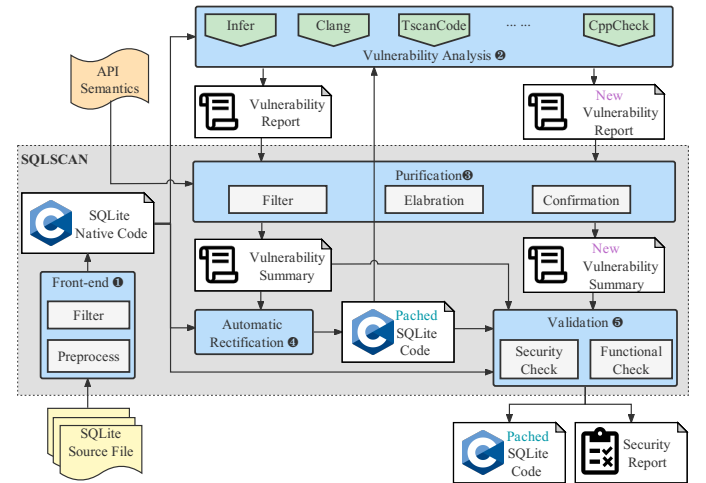 Infer
Clang
TscanCode
... ...
CppCheck
Vulnerability Analysis ❷
API
Semantics
Vulnerability
Report
New
Vulnerability
Report
SQLSCAN
Purification❸
Filter
Elabration
Confirmation
SQLite
Native Code
Vulnerability
Summary
New
Vulnerability
Summary
Front-end ❶
Filter
Preprocess
Automatic
Rectification ❹
Pached
SQLite
Code
Validation ❺
Security
Check
Functional
Check
SQLite
Source File
Pached
SQLite
Code
Security
Report